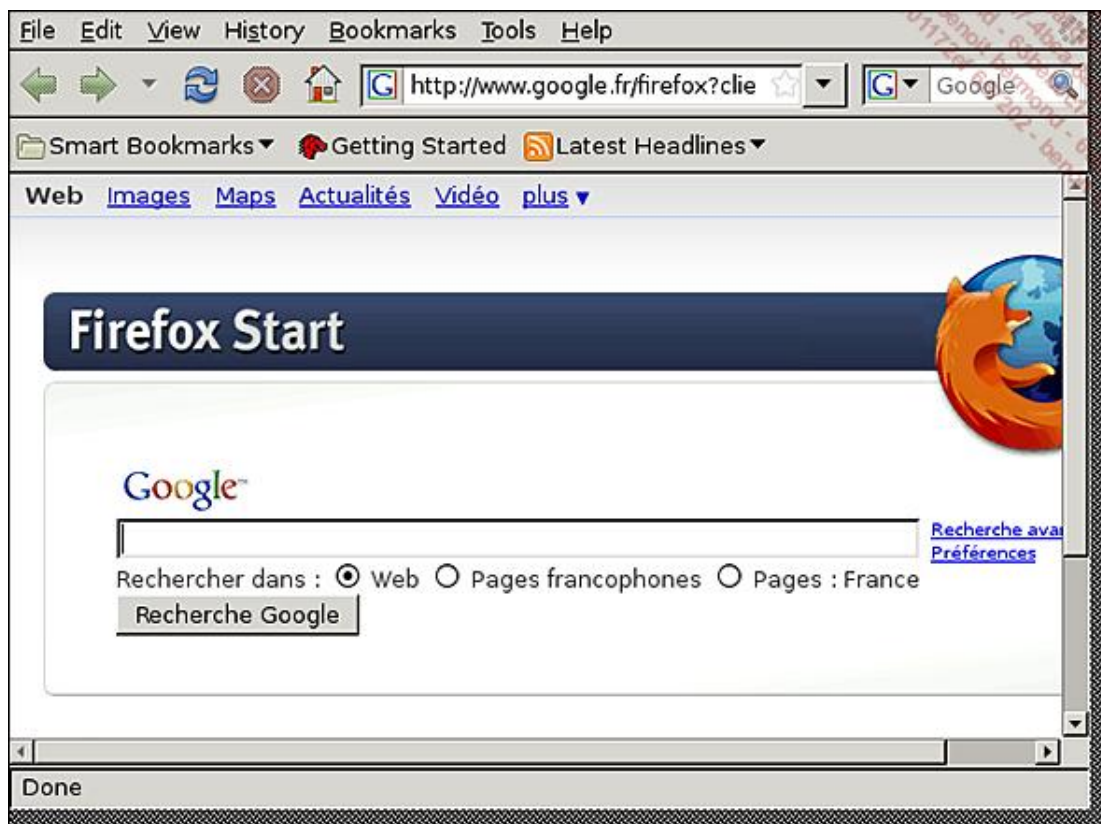 File Edit View History Bookmarks Tools Help
http://www.google.fr/firefox?clie Google
Smart Bookmarks Getting Started Latest Headlines
Web Images Maps Actualités Vidéo plus
Firefox Start
Google
Recherche
Préférences
Rechercher dans : Web Pages francophones Pages : France
Recherche Google
Done